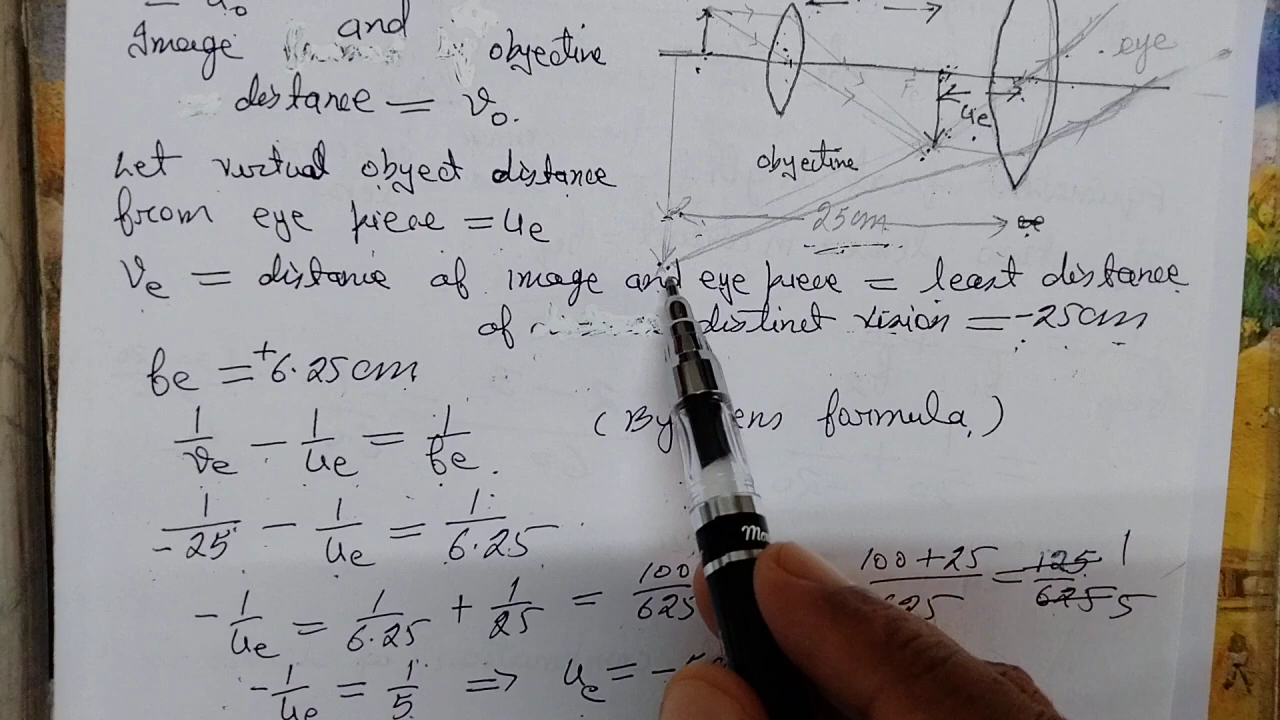 Image and objective
distance = v₀.
Let virtual object distance
from eye piece = ue
ve = distance of image and eye piece = least distance
of distinct vision = -25cm
fe = +6.25cm
1/ve - 1/ue = 1/fe. (By lens formula,)
1/-25 - 1/ue = 1/6.25
-1/ue = 1/6.25 + 1/25 = 100/625 100+25/625 = 125/625 1/5
-1/ue = 1/5 ⇒ ue = -5
eye
ue
objective
25cm